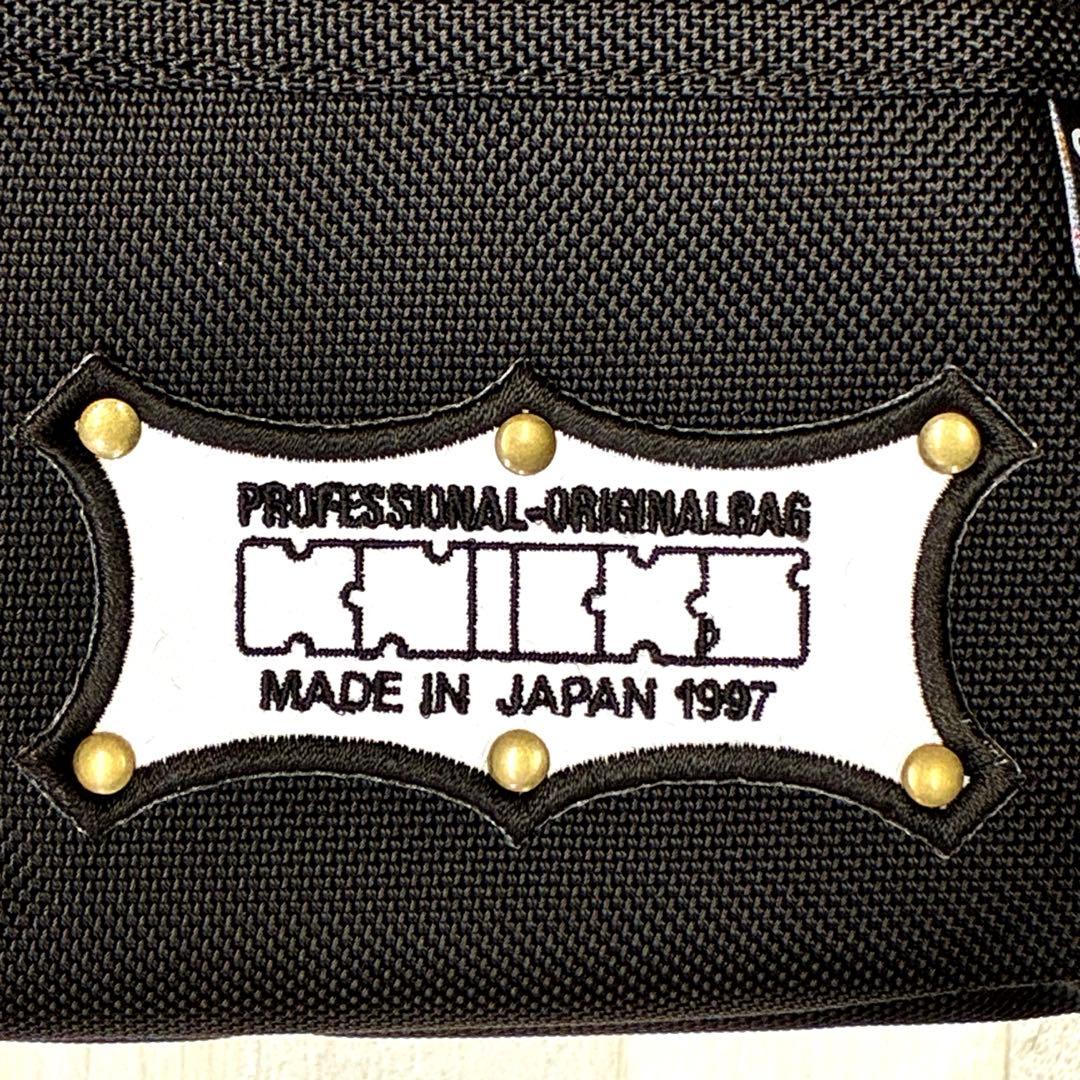 PROFESSIONAL-ORIGINALBAG
KNICKS
MADE IN JAPAN 1997